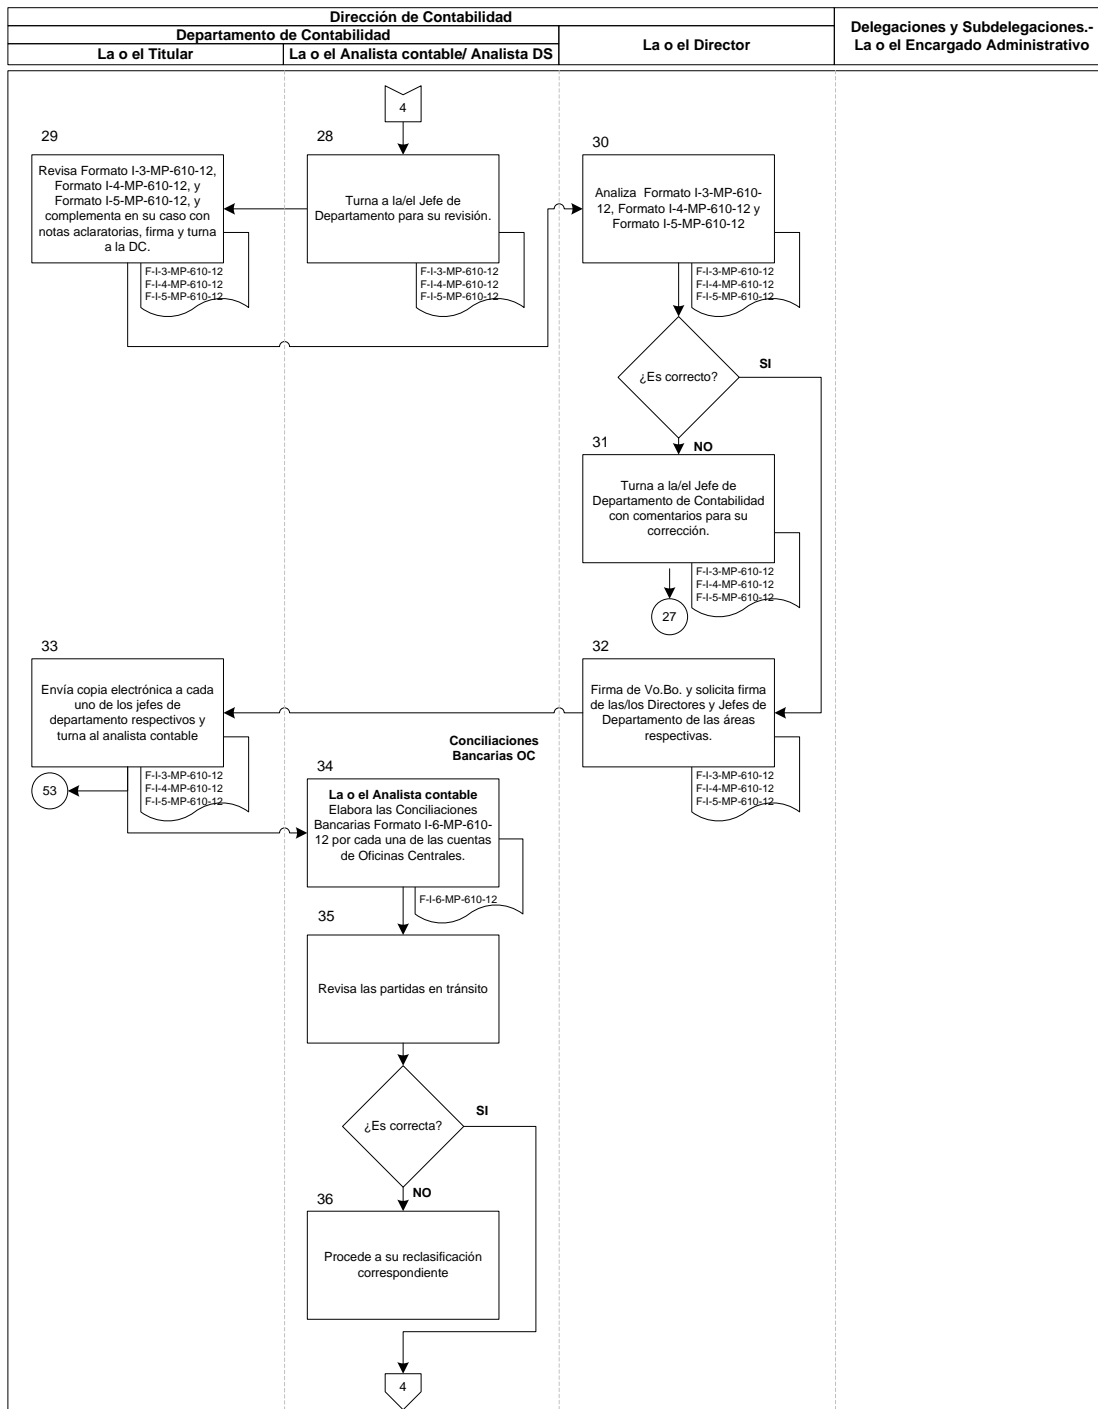 Dirección de Contabilidad
Departamento de Contabilidad
La o el Titular
La o el Analista contable/ Analista DS
La o el Director
Delegaciones y Subdelegaciones.-
La o el Encargado Administrativo
4
29
Revisa Formato I-3-MP-610-12,
Formato I-4-MP-610-12, y
Formato I-5-MP-610-12, y
complementa en su caso con
notas aclaratorias, firma y turna
a la DC.
F-I-3-MP-610-12
F-I-4-MP-610-12
F-I-5-MP-610-12
28
Turna a la/el Jefe de
Departamento para su revisión.
F-I-3-MP-610-12
F-I-4-MP-610-12
F-I-5-MP-610-12
30
Analiza Formato I-3-MP-610-
12, Formato I-4-MP-610-12 y
Formato I-5-MP-610-12
F-I-3-MP-610-12
F-I-4-MP-610-12
F-I-5-MP-610-12
¿Es correcto?
SI
NO
31
Turna a la/el Jefe de
Departamento de Contabilidad
con comentarios para su
corrección.
F-I-3-MP-610-12
F-I-4-MP-610-12
F-I-5-MP-610-12
27
33
Envía copia electrónica a cada
uno de los jefes de
departamento respectivos y
turna al analista contable
F-I-3-MP-610-12
F-I-4-MP-610-12
F-I-5-MP-610-12
53
32
Firma de Vo.Bo. y solicita firma
de las/los Directores y Jefes de
Departamento de las áreas
respectivas.
F-I-3-MP-610-12
F-I-4-MP-610-12
F-I-5-MP-610-12
Conciliaciones
Bancarias OC
34
La o el Analista contable
Elabora las Conciliaciones
Bancarias Formato I-6-MP-610-
12 por cada una de las cuentas
de Oficinas Centrales.
F-I-6-MP-610-12
35
Revisa las partidas en tránsito
¿Es correcta?
SI
NO
36
Procede a su reclasificación
correspondiente
4